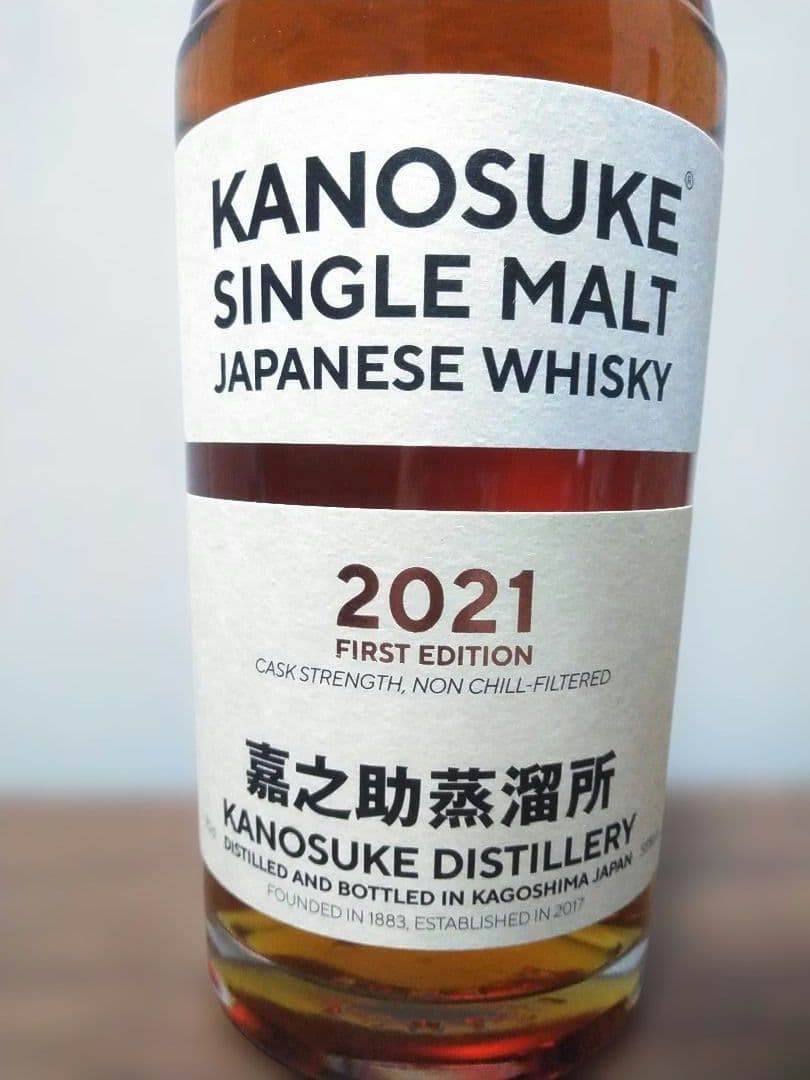 KANOSUKE®
SINGLE MALT
JAPANESE WHISKY
2021
FIRST EDITION
CASK STRENGTH, NON CHILL-FILTERED
嘉之助蒸溜所
KANOSUKE DISTILLERY
DISTILLED AND BOTTLED IN KAGOSHIMA JAPAN
FOUNDED IN 1883, ESTABLISHED IN 2017